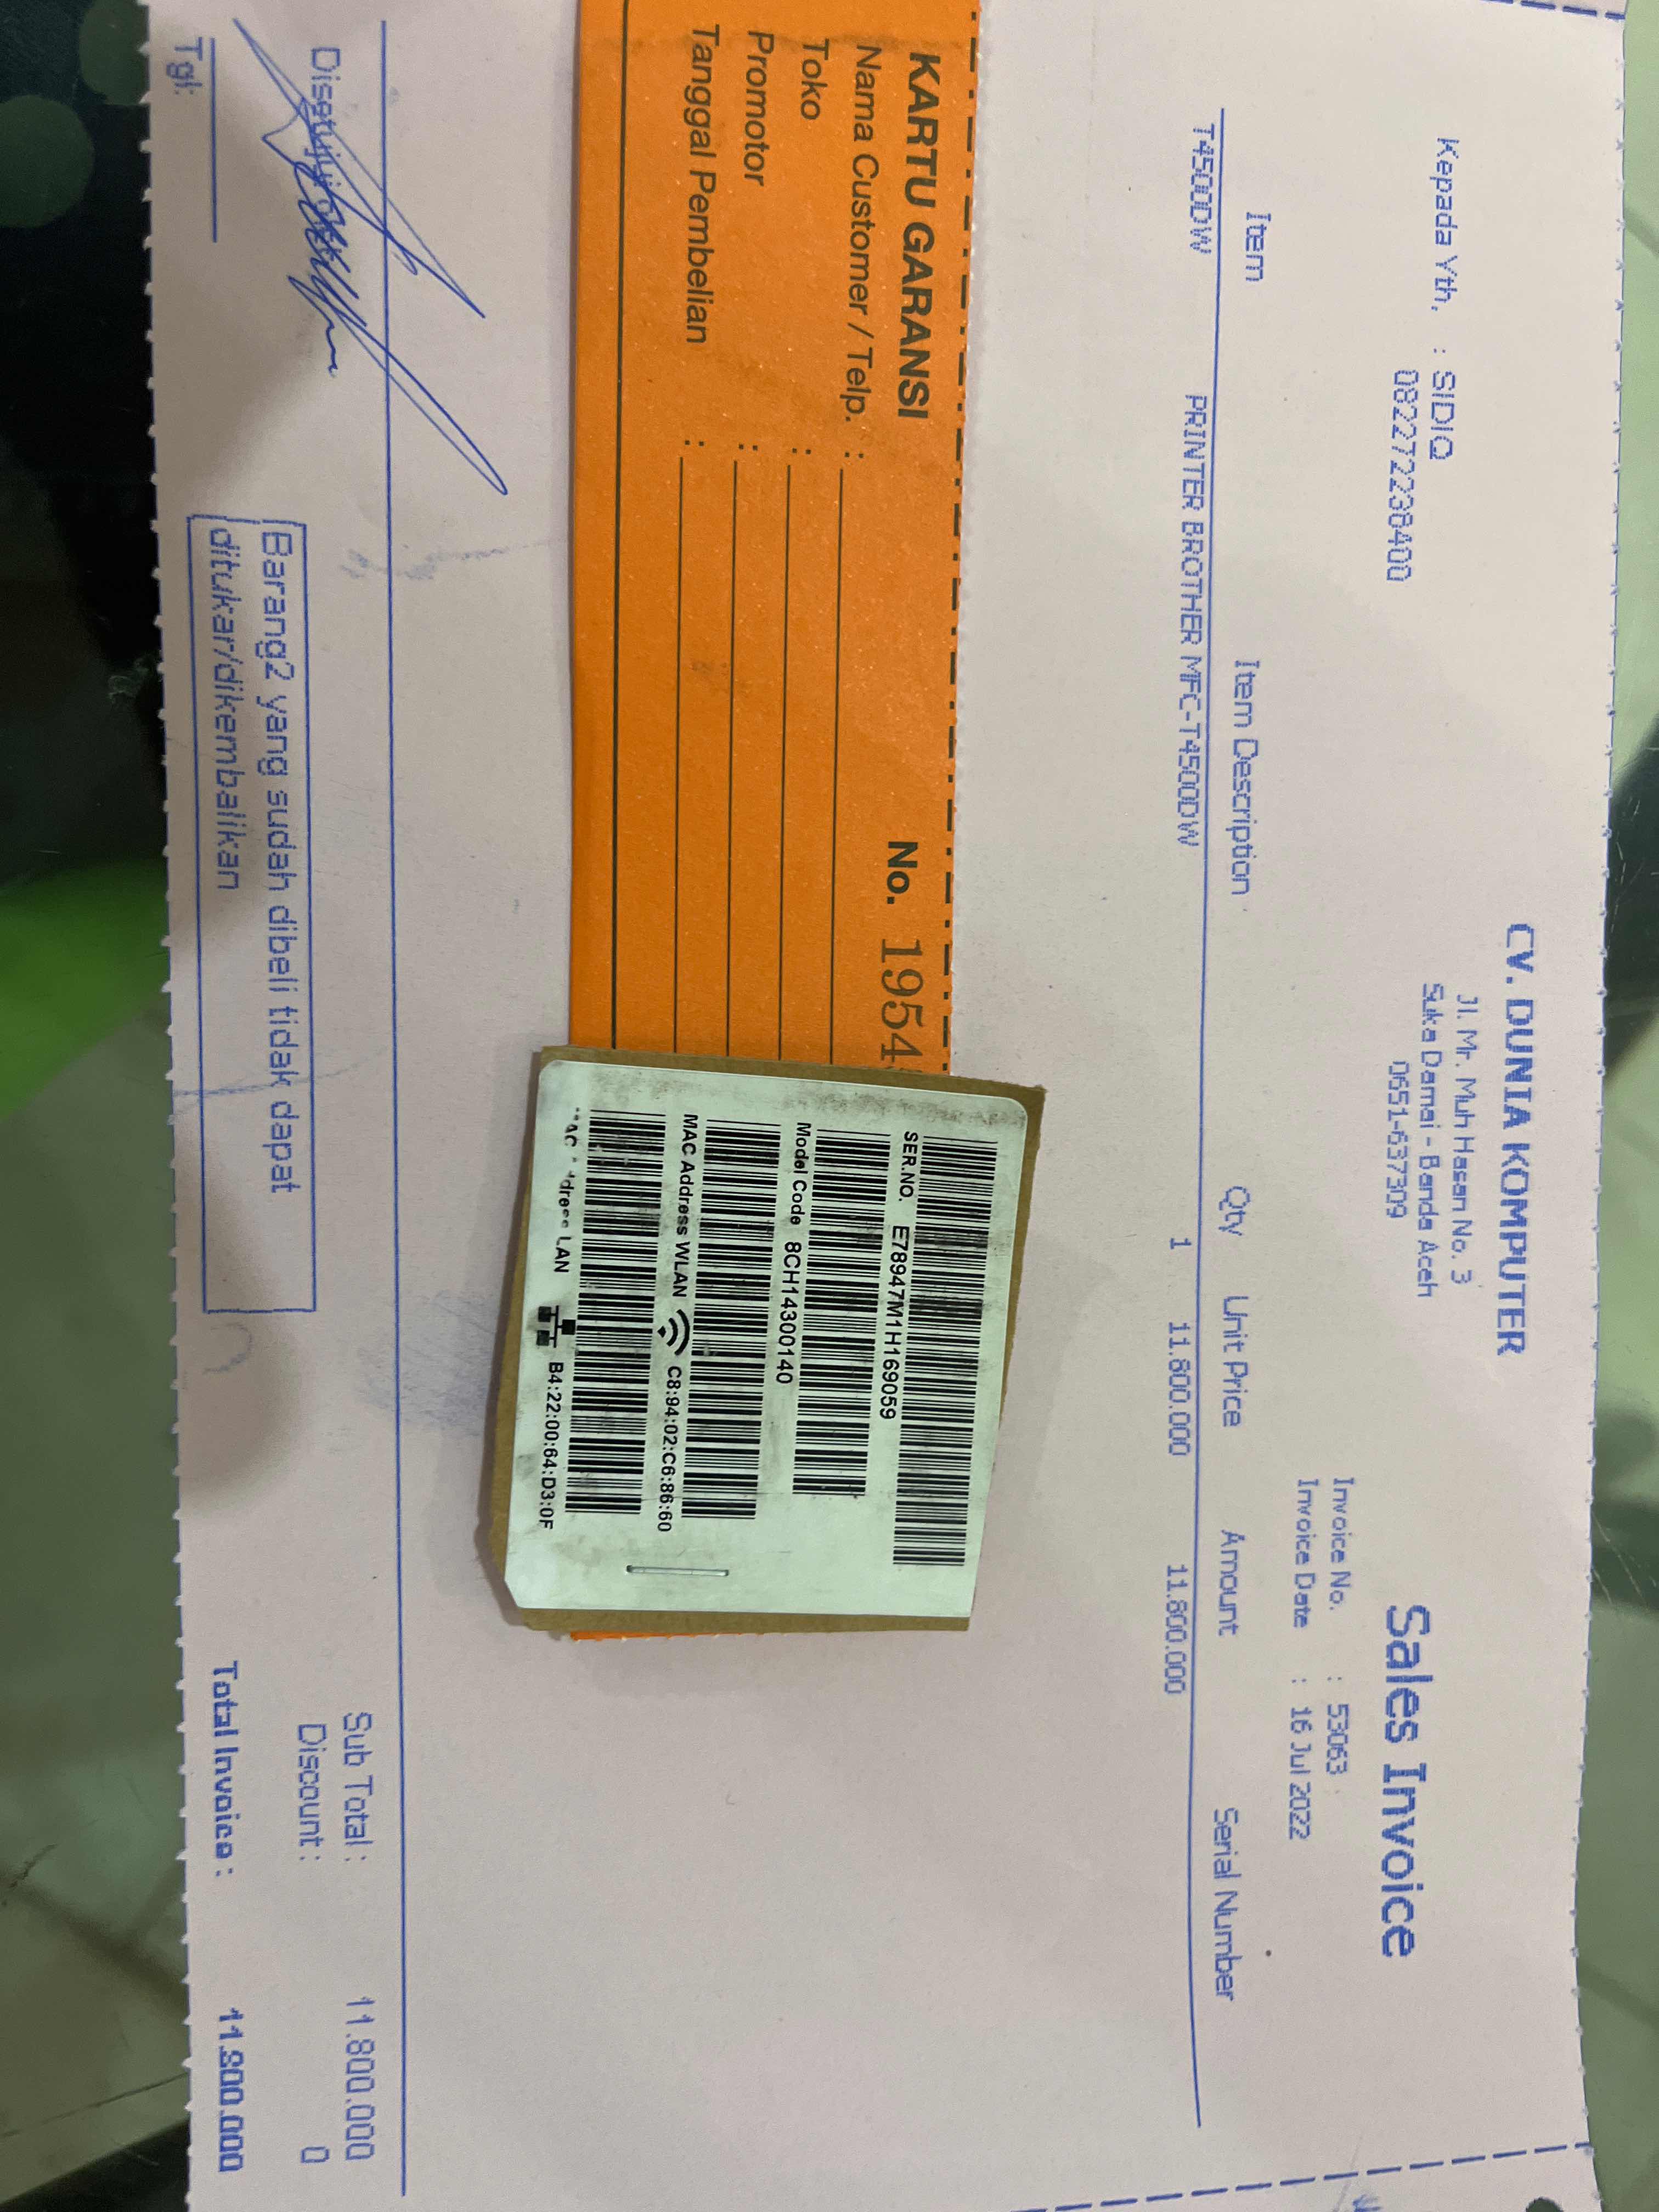 CV. DUNIA KOMPUTER
Jl. Mr. Muh Hasan No. 3
Suka Damai - Banda Aceh
0651-637309
Sales Invoice
Kepada Yth. : SIDIQ
082272238400
Invoice No. : 53063
Invoice Date : 16 Jul 2022
Item Item Description Qty Unit Price Amount Serial Number
T4500DW PRINTER BROTHER MFC-T4500DW 1 11.800.000 11.800.000
KARTU GARANSI No. 1954
Nama Customer / Telp. :
Toko :
Promotor :
Tanggal Pembelian :
SER.NO. E78947M1H169059
Model Code 8CH14300140
MAC Address WLAN C8:94:02:C6:86:60
MAC Address LAN B4:22:00:64:D3:0F
Sub Total : 11.800.000
Discount : 0
Total Invoice : 11.800.000
Disetujui oleh
Tgl:
Barang2 yang sudah dibeli tidak dapat
ditukar/dikembalikan